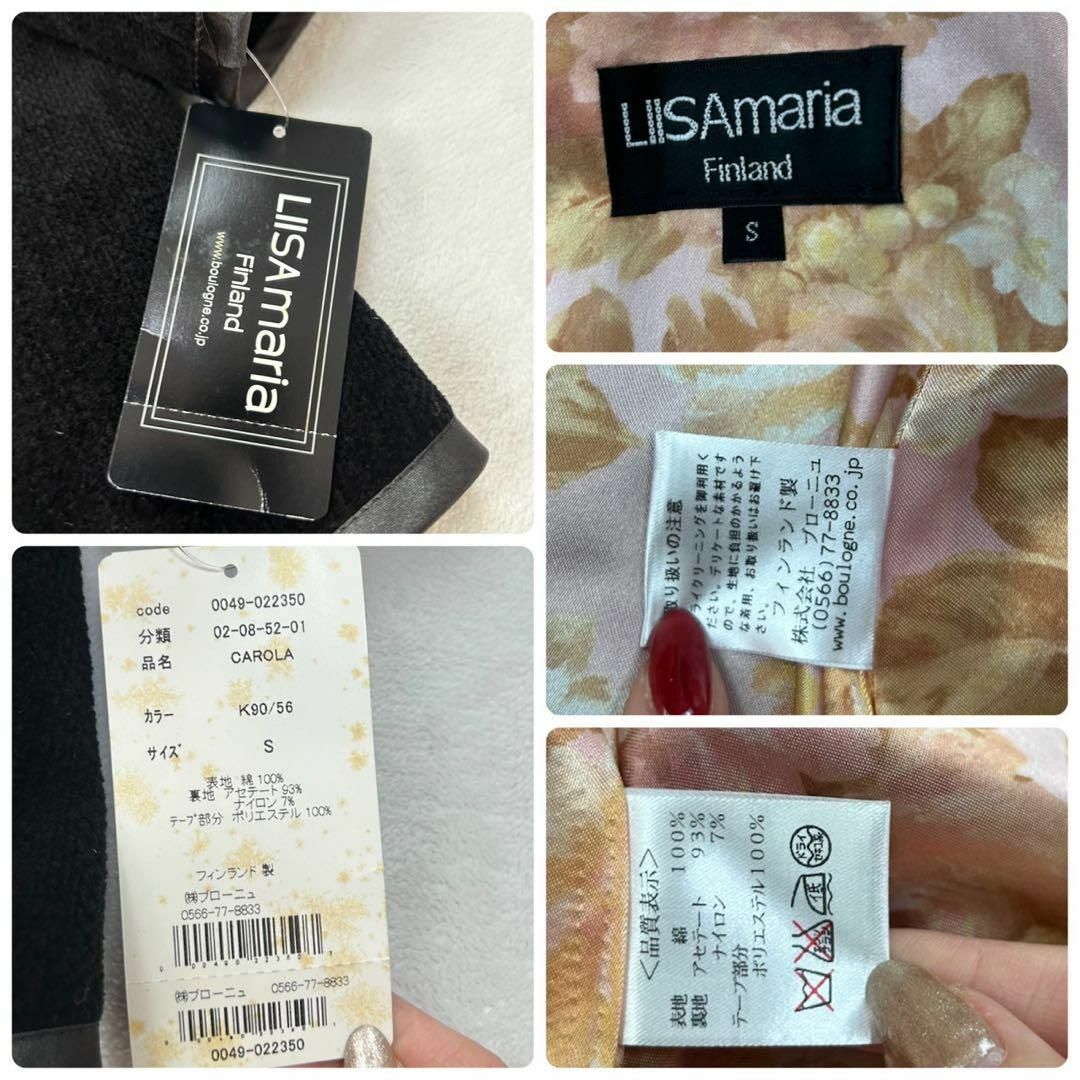 LIISAmaria
Finland
www.boulogne.co.jp
LIISAmaria
Finland
S
取り扱いの注意
ライクリーニングを御利用く
ださい。デリケートな素材です
ので、生地に負担のかかるよう
な着用、お取り扱いはお避け下
さい。
フィンランド製
株式会社 ブローニュ
(0566)77-8833
www.boulogne.co.jp
code 0049-022350
分類 02-08-52-01
品名 CAROLA
カラー K90/56
サイズ S
表地 綿 100%
裏地 アセテート 93%
ナイロン 7%
テープ部分 ポリエステル 100%
フィンランド 製
㈱ブローニュ
0566-77-8833
㈱ブローニュ 0566-77-8833
0049-022350
<品質表示>
表地 綿 100%
裏地 アセテート 93%
ナイロン 7%
テープ部分
ポリエステル100%
ドライ
低